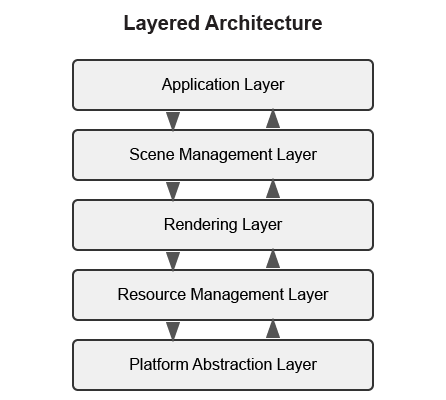 Layered Architecture
Application Layer
Scene Management Layer
Rendering Layer
Resource Management Layer
Platform Abstraction Layer